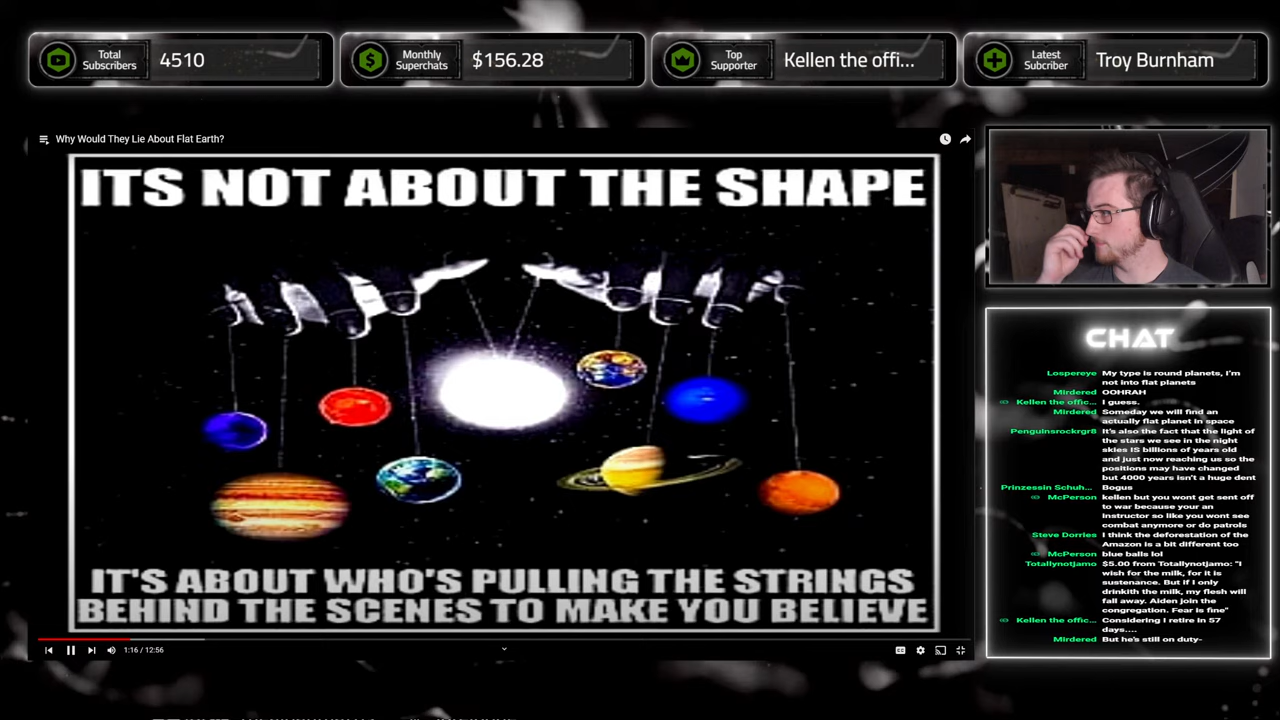 Total
Subscribers
4510
Monthly
Superchats
$156.28
Top
Supporter
Kellen the offi...
Latest
Subcriber
Troy Burnham
Why Would They Lie About Flat Earth?
ITS NOT ABOUT THE SHAPE
IT'S ABOUT WHO'S PULLING THE STRINGS
BEHIND THE SCENES TO MAKE YOU BELIEVE
1:16 / 12:56
CHAT
Lospereye My type is round planets, I'm
not into flat planets
Mirdered OOHRAH
Kellen the offic... I guess.
Mirdered Someday we will find an
actually flat planet in space
Penguinsrockrgr8 It's also the fact that the light of
the stars we see in the night
skies IS billions of years old
and just now reaching us so the
positions may have changed
but 4000 years isn't a huge dent
Prinzessin Schuh... Bogus
McPerson kellen but you wont get sent off
to war because your an
instructor so like you wont see
combat anymore or do patrols
Steve Dorries I think the deforestation of the
Amazon is a bit different too
McPerson blue balls lol
Totallynotjamo $5.00 from Totallynotjamo: "I
wish for the milk, for it is
sustenance. But if I only
drinkith the milk, my flesh will
fall away. Aiden join the
congregation. Fear is fine"
Kellen the offic... Considering I retire in 57
days....
Mirdered But he's still on duty-